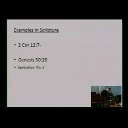 Examples in Scripture
• 2 Cor 12:7-
• Genesis 50:20